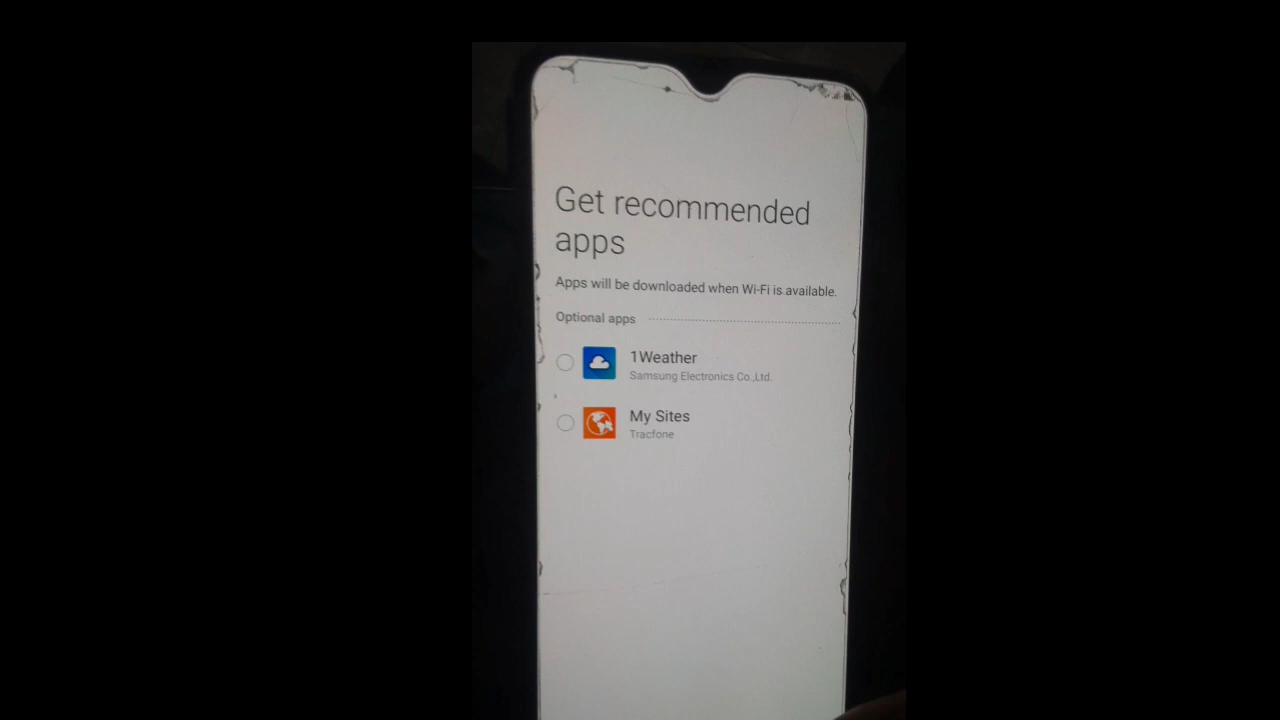 Get recommended
apps
Apps will be downloaded when Wi-Fi is available.
Optional apps
1Weather
Samsung Electronics Co.,Ltd.
My Sites
Tracfone